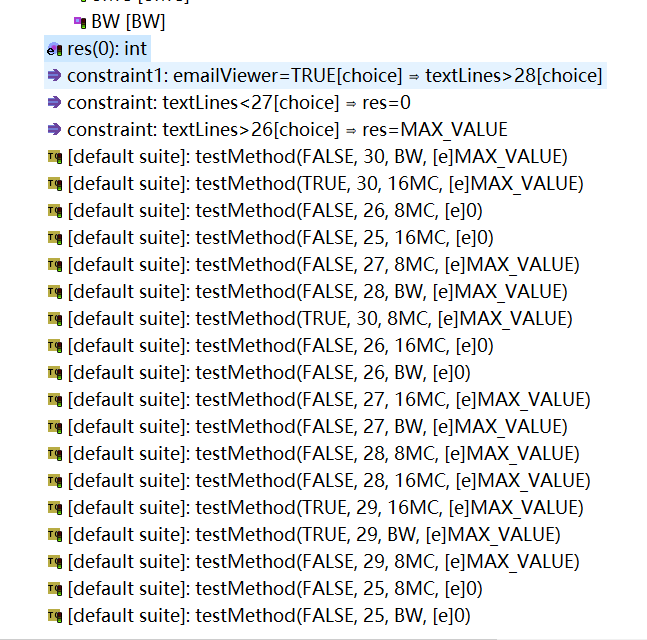 BW [BW]
res(0): int
constraint1: emailViewer=TRUE[choice] ⇒ textLines>28[choice]
constraint: textLines<27[choice] ⇒ res=0
constraint: textLines>26[choice] ⇒ res=MAX_VALUE
[default suite]: testMethod(FALSE, 30, BW, [e]MAX_VALUE)
[default suite]: testMethod(TRUE, 30, 16MC, [e]MAX_VALUE)
[default suite]: testMethod(FALSE, 26, 8MC, [e]0)
[default suite]: testMethod(FALSE, 25, 16MC, [e]0)
[default suite]: testMethod(FALSE, 27, 8MC, [e]MAX_VALUE)
[default suite]: testMethod(FALSE, 28, BW, [e]MAX_VALUE)
[default suite]: testMethod(TRUE, 30, 8MC, [e]MAX_VALUE)
[default suite]: testMethod(FALSE, 26, 16MC, [e]0)
[default suite]: testMethod(FALSE, 26, BW, [e]0)
[default suite]: testMethod(FALSE, 27, 16MC, [e]MAX_VALUE)
[default suite]: testMethod(FALSE, 27, BW, [e]MAX_VALUE)
[default suite]: testMethod(FALSE, 28, 8MC, [e]MAX_VALUE)
[default suite]: testMethod(FALSE, 28, 16MC, [e]MAX_VALUE)
[default suite]: testMethod(TRUE, 29, 16MC, [e]MAX_VALUE)
[default suite]: testMethod(TRUE, 29, BW, [e]MAX_VALUE)
[default suite]: testMethod(FALSE, 29, 8MC, [e]MAX_VALUE)
[default suite]: testMethod(FALSE, 25, 8MC, [e]0)
[default suite]: testMethod(FALSE, 25, BW, [e]0)